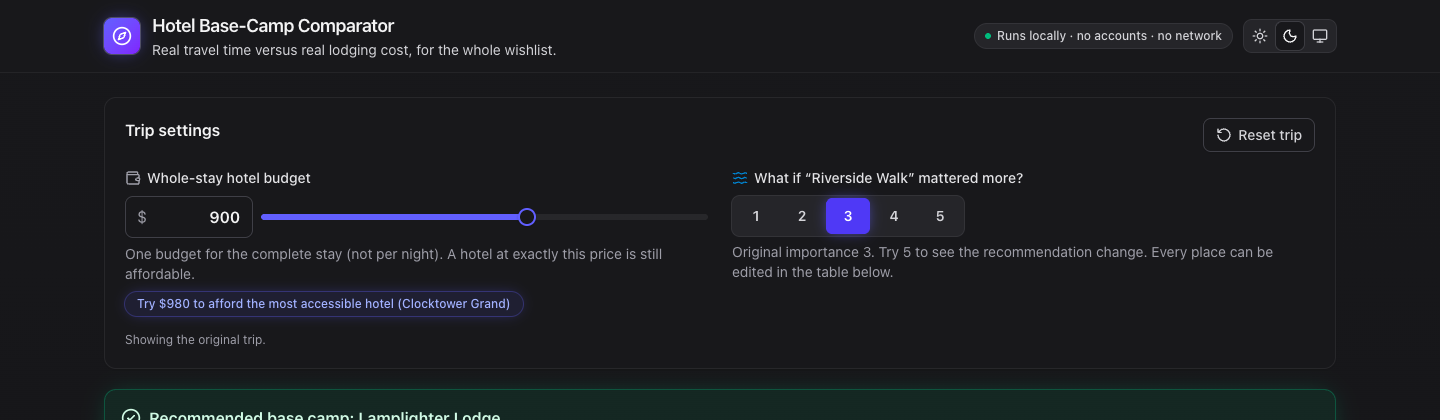 Hotel Base-Camp Comparator
Real travel time versus real lodging cost, for the whole wishlist.
Runs locally · no accounts · no network
Trip settings
Reset trip
Whole-stay hotel budget
$ 900
One budget for the complete stay (not per night). A hotel at exactly this price is still
affordable.
Try $980 to afford the most accessible hotel (Clocktower Grand)
Showing the original trip.
What if “Riverside Walk” mattered more?
1 2 3 4 5
Original importance 3. Try 5 to see the recommendation change. Every place can be
edited in the table below.
Recommended base camp: Lamplighter Lodge